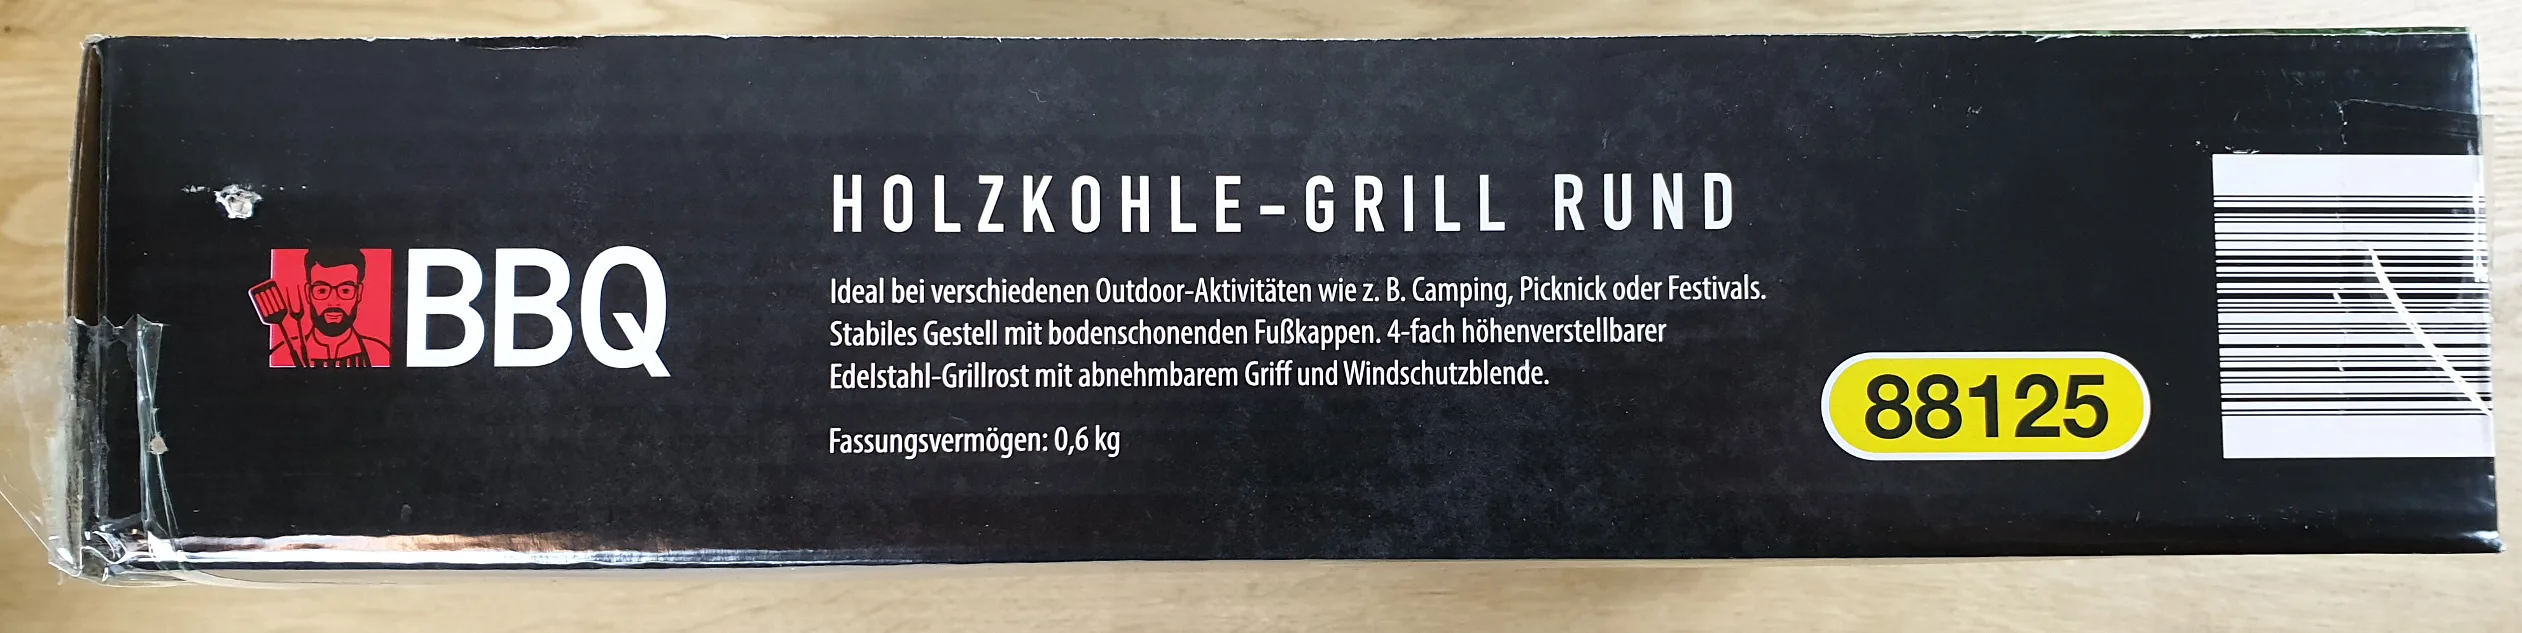 BBQ
HOLZKOHLE-GRILL RUND
Ideal bei verschiedenen Outdoor-Aktivitäten wie z. B. Camping, Picknick oder Festivals.
Stabiles Gestell mit bodenschonenden Fußkappen. 4-fach höhenverstellbarer
Edelstahl-Grillrost mit abnehmbarem Griff und Windschutzblende.
Fassungsvermögen: 0,6 kg
88125